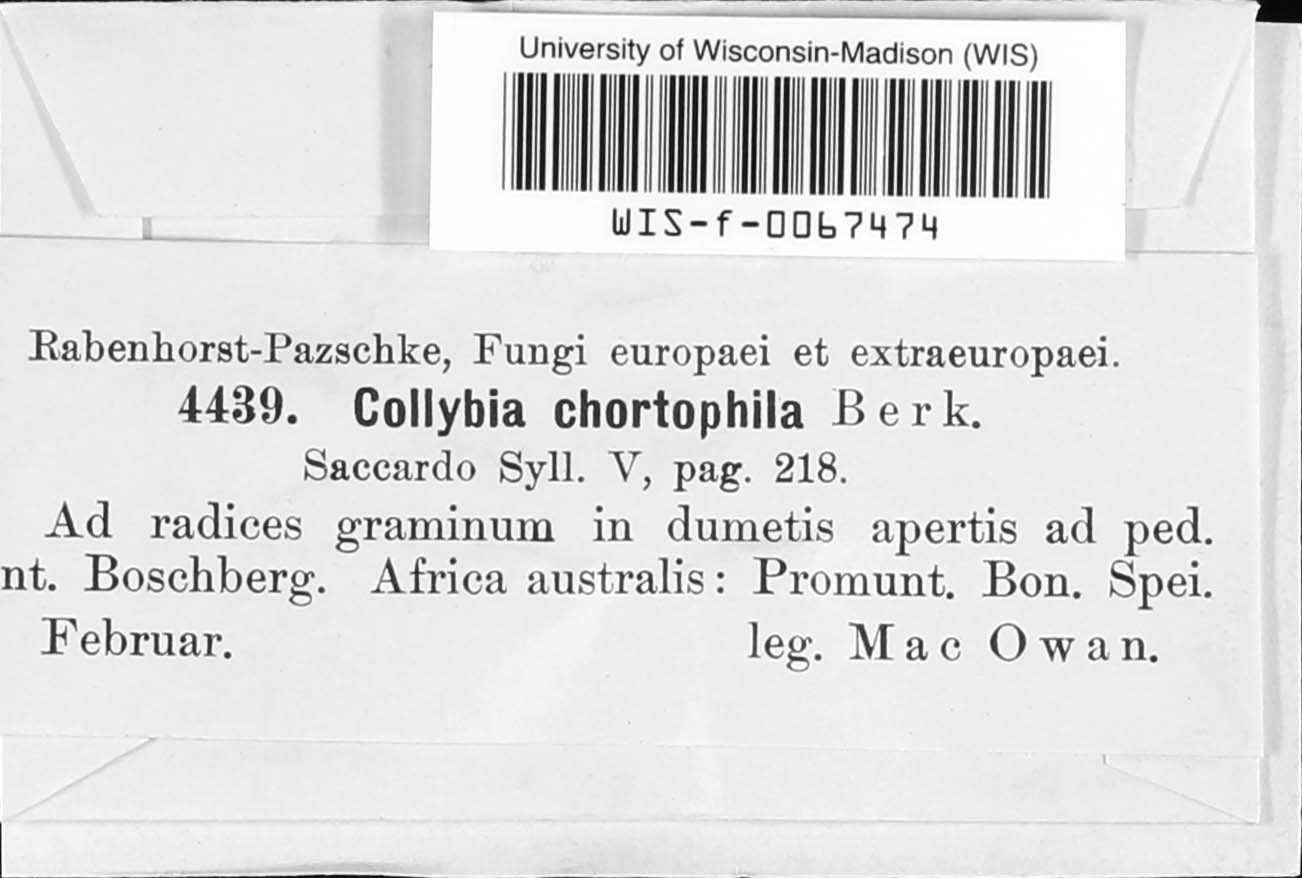 University of Wisconsin-Madison (WIS)
WIS-f-0067474
Rabenhorst-Pazschke, Fungi europaei et extraeuropaei.
4439. Collybia chortophila Berk.
Saccardo Syll. V, pag. 218.
Ad radices graminum in dumetis apertis ad ped.
nt. Boschberg. Africa australis: Promunt. Bon. Spei.
Februar. leg. Mac Owan.